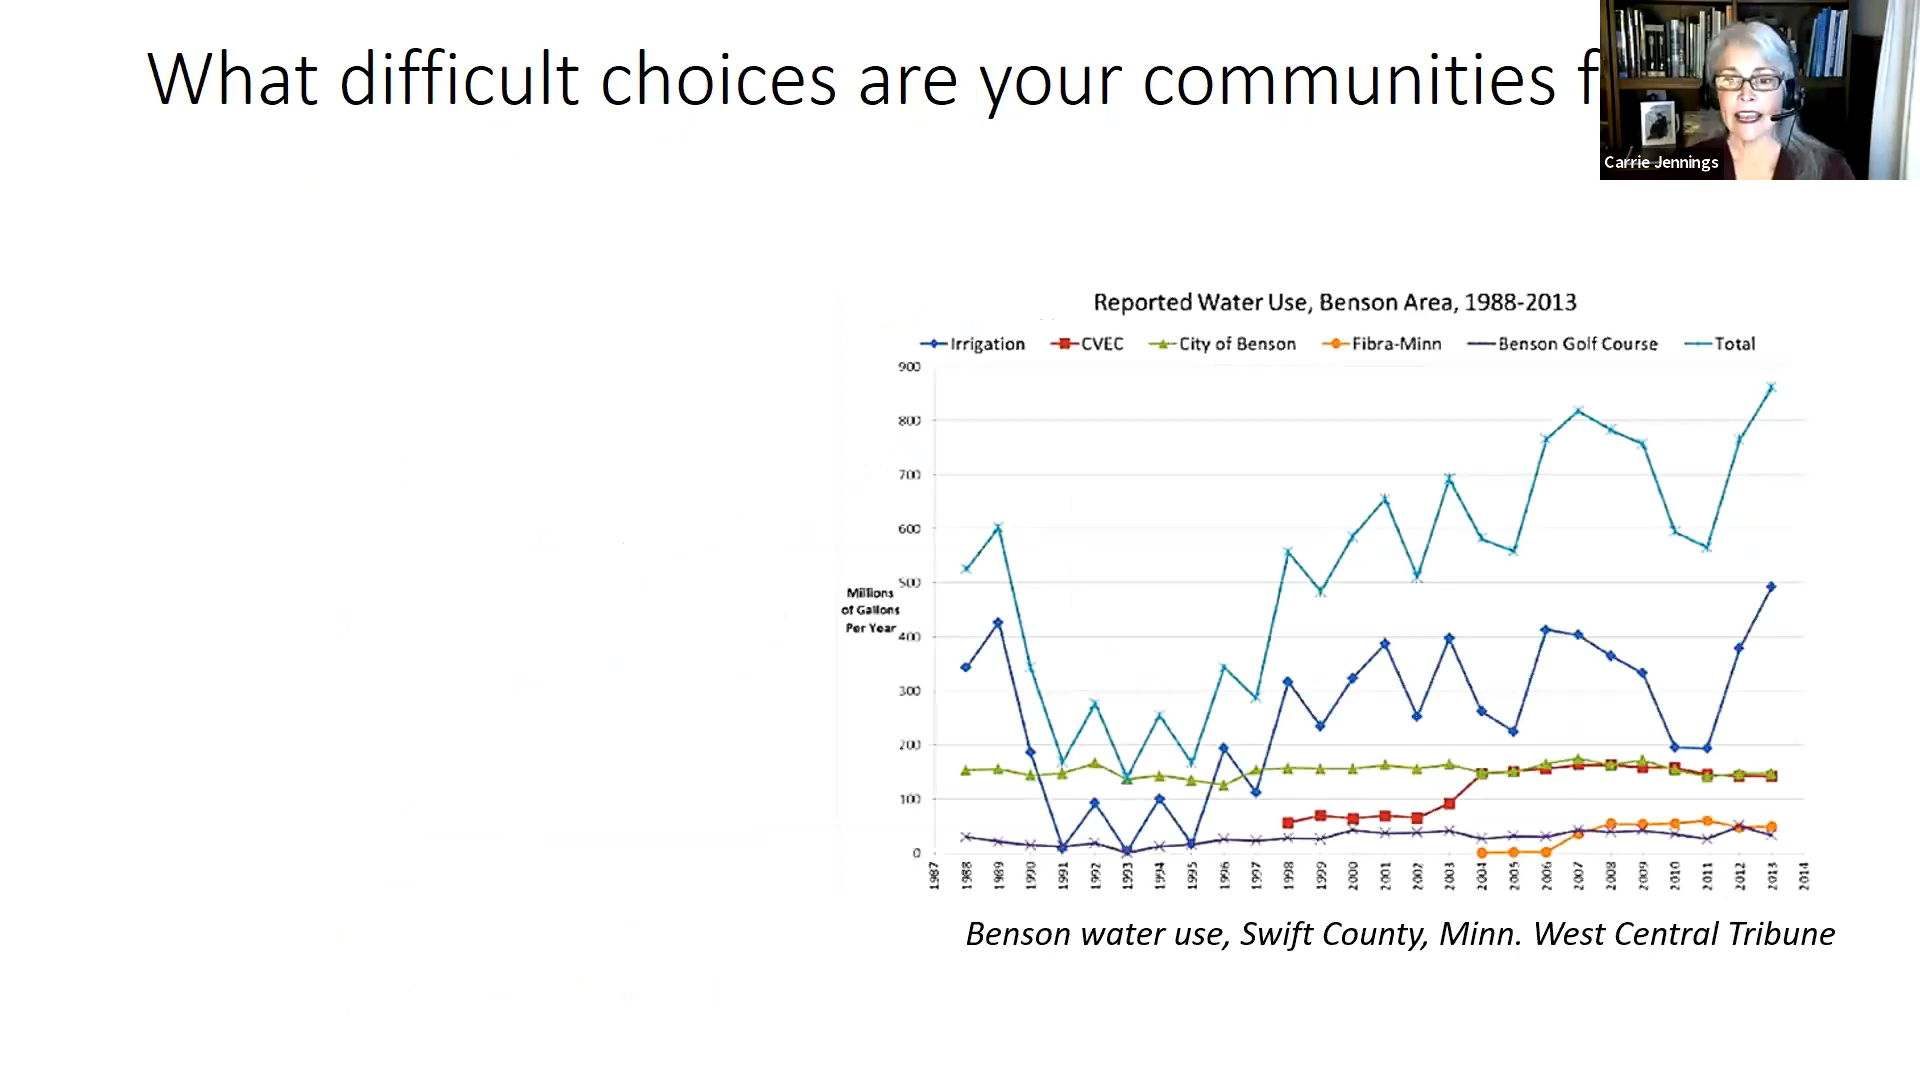 What difficult choices are your communities f
Carrie Jennings
Reported Water Use, Benson Area, 1988-2013
Irrigation CVEC City of Benson Fibra-Minn Benson Golf Course Total
900
800
700
600
500
Millions
of Gallons
Per Year
400
300
200
100
0
1987 1988 1989 1990 1991 1992 1993 1994 1995 1996 1997 1998 1999 2000 2001 2002 2003 2004 2005 2006 2007 2008 2009 2010 2011 2012 2013 2014
Benson water use, Swift County, Minn. West Central Tribune